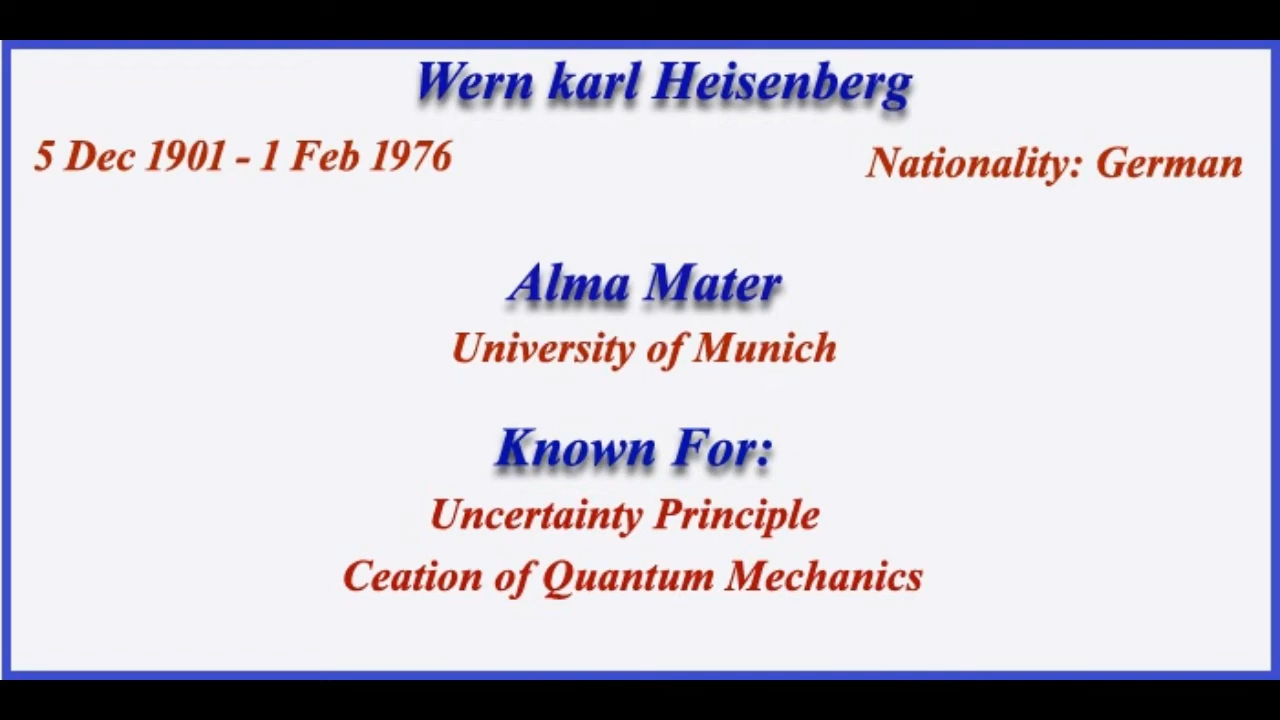 Wern karl Heisenberg
5 Dec 1901 - 1 Feb 1976
Nationality: German
Alma Mater
University of Munich
Known For:
Uncertainty Principle
Ceation of Quantum Mechanics